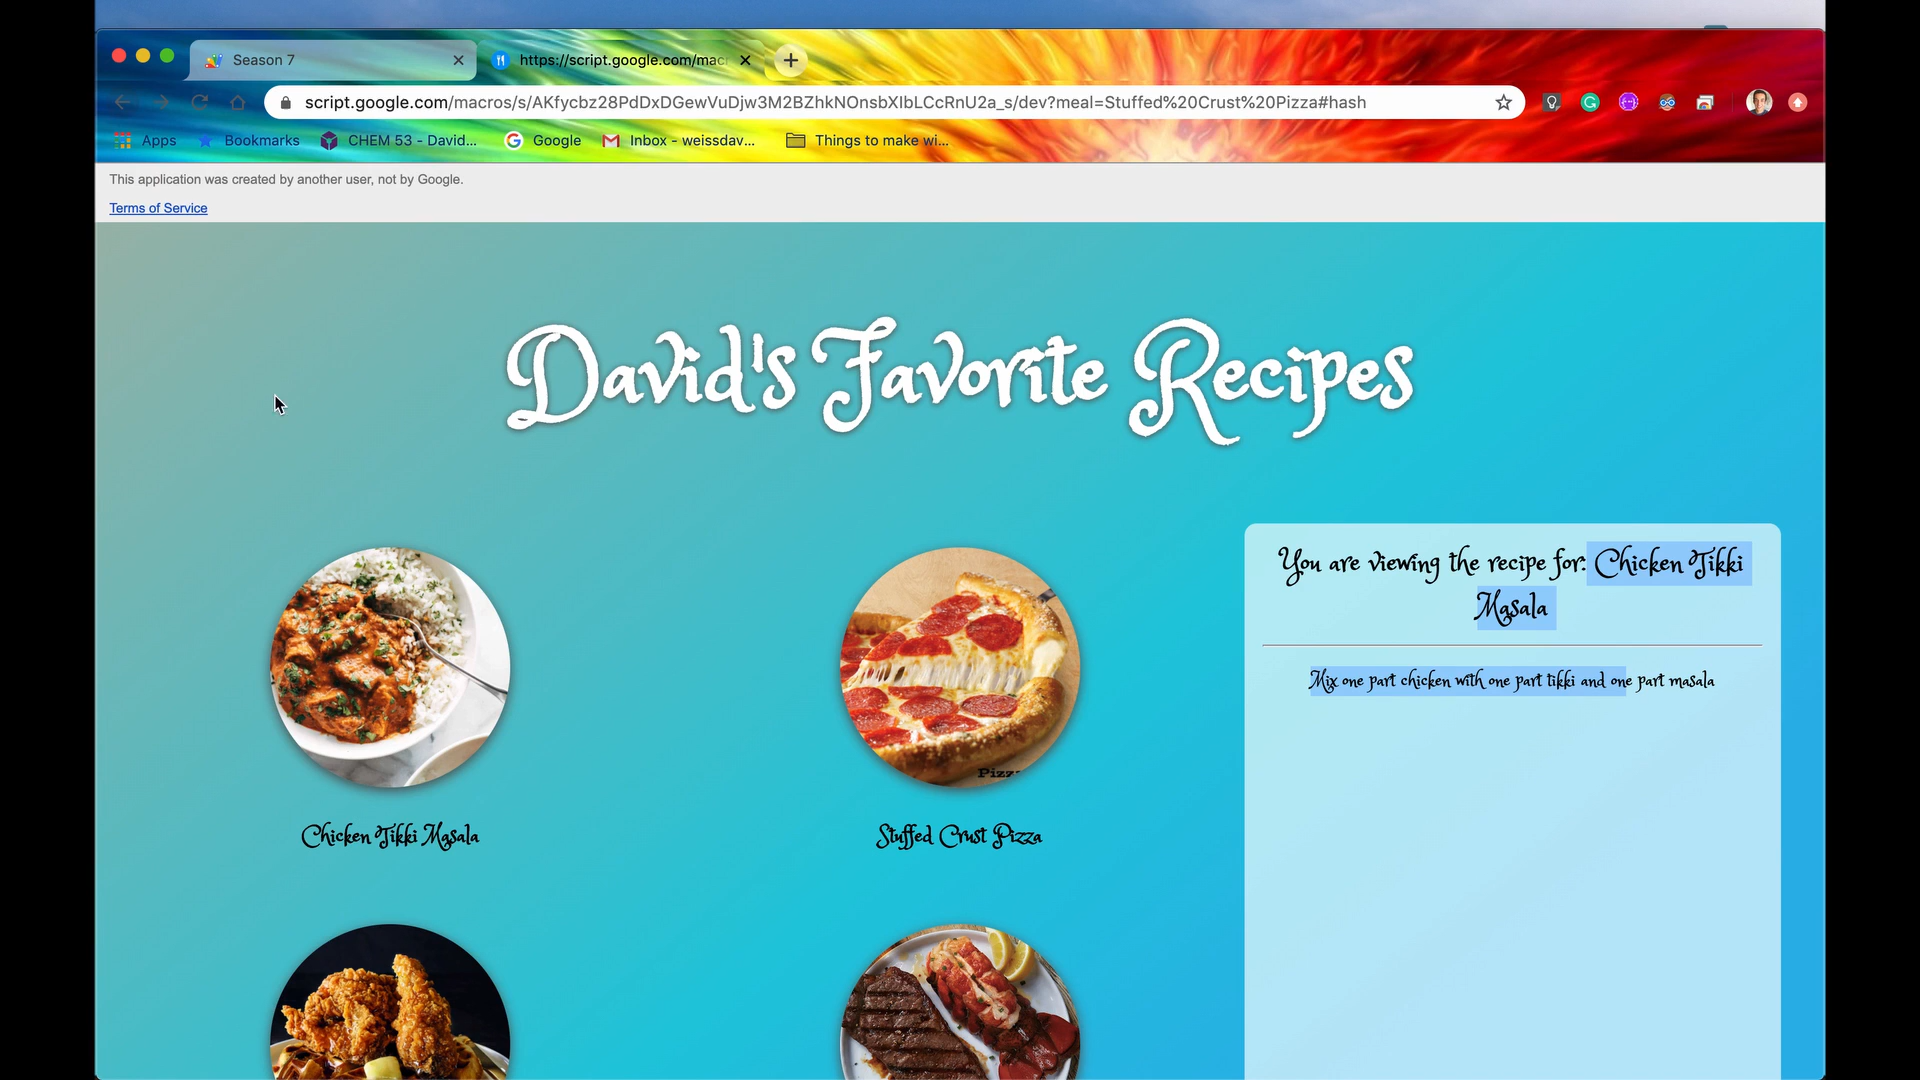 Season 7
https://script.google.com/mac
script.google.com/macros/s/AKfycbz28PdDxDGewVuDjw3M2BZhkNOnsbXIbLCcRnU2a_s/dev?meal=Stuffed%20Crust%20Pizza#hash
Apps Bookmarks CHEM 53 - David... Google Inbox - weissdav... Things to make wi...
This application was created by another user, not by Google.
Terms of Service
David's Favorite Recipes
You are viewing the recipe for: Chicken Tikki
Masala
Mix one part chicken with one part tikki and one part masala
Pizz
Chicken Tikki Masala
Stuffed Crust Pizza